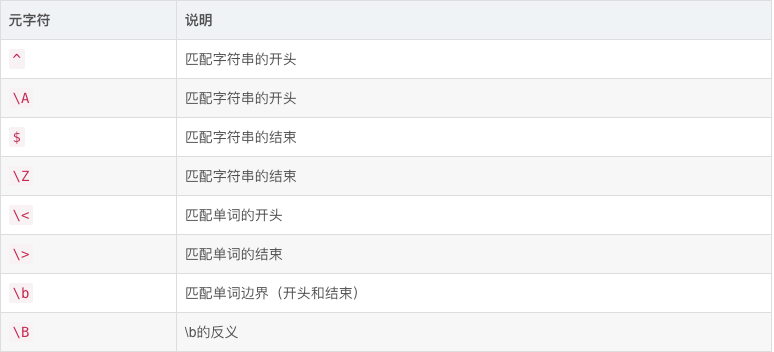 元字符 说明
^ 匹配字符串的开头
\A 匹配字符串的开头
$ 匹配字符串的结束
\Z 匹配字符串的结束
\< 匹配单词的开头
\> 匹配单词的结束
\b 匹配单词边界（开头和结束）
\B \b的反义